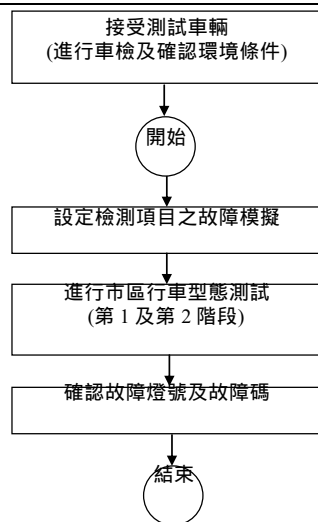 接受測試車輛
(進行車檢及確認環境條件)
開始
設定檢測項目之故障模擬
進行市區行車型態測試
(第 1 及第 2 階段)
確認故障燈號及故障碼
結束